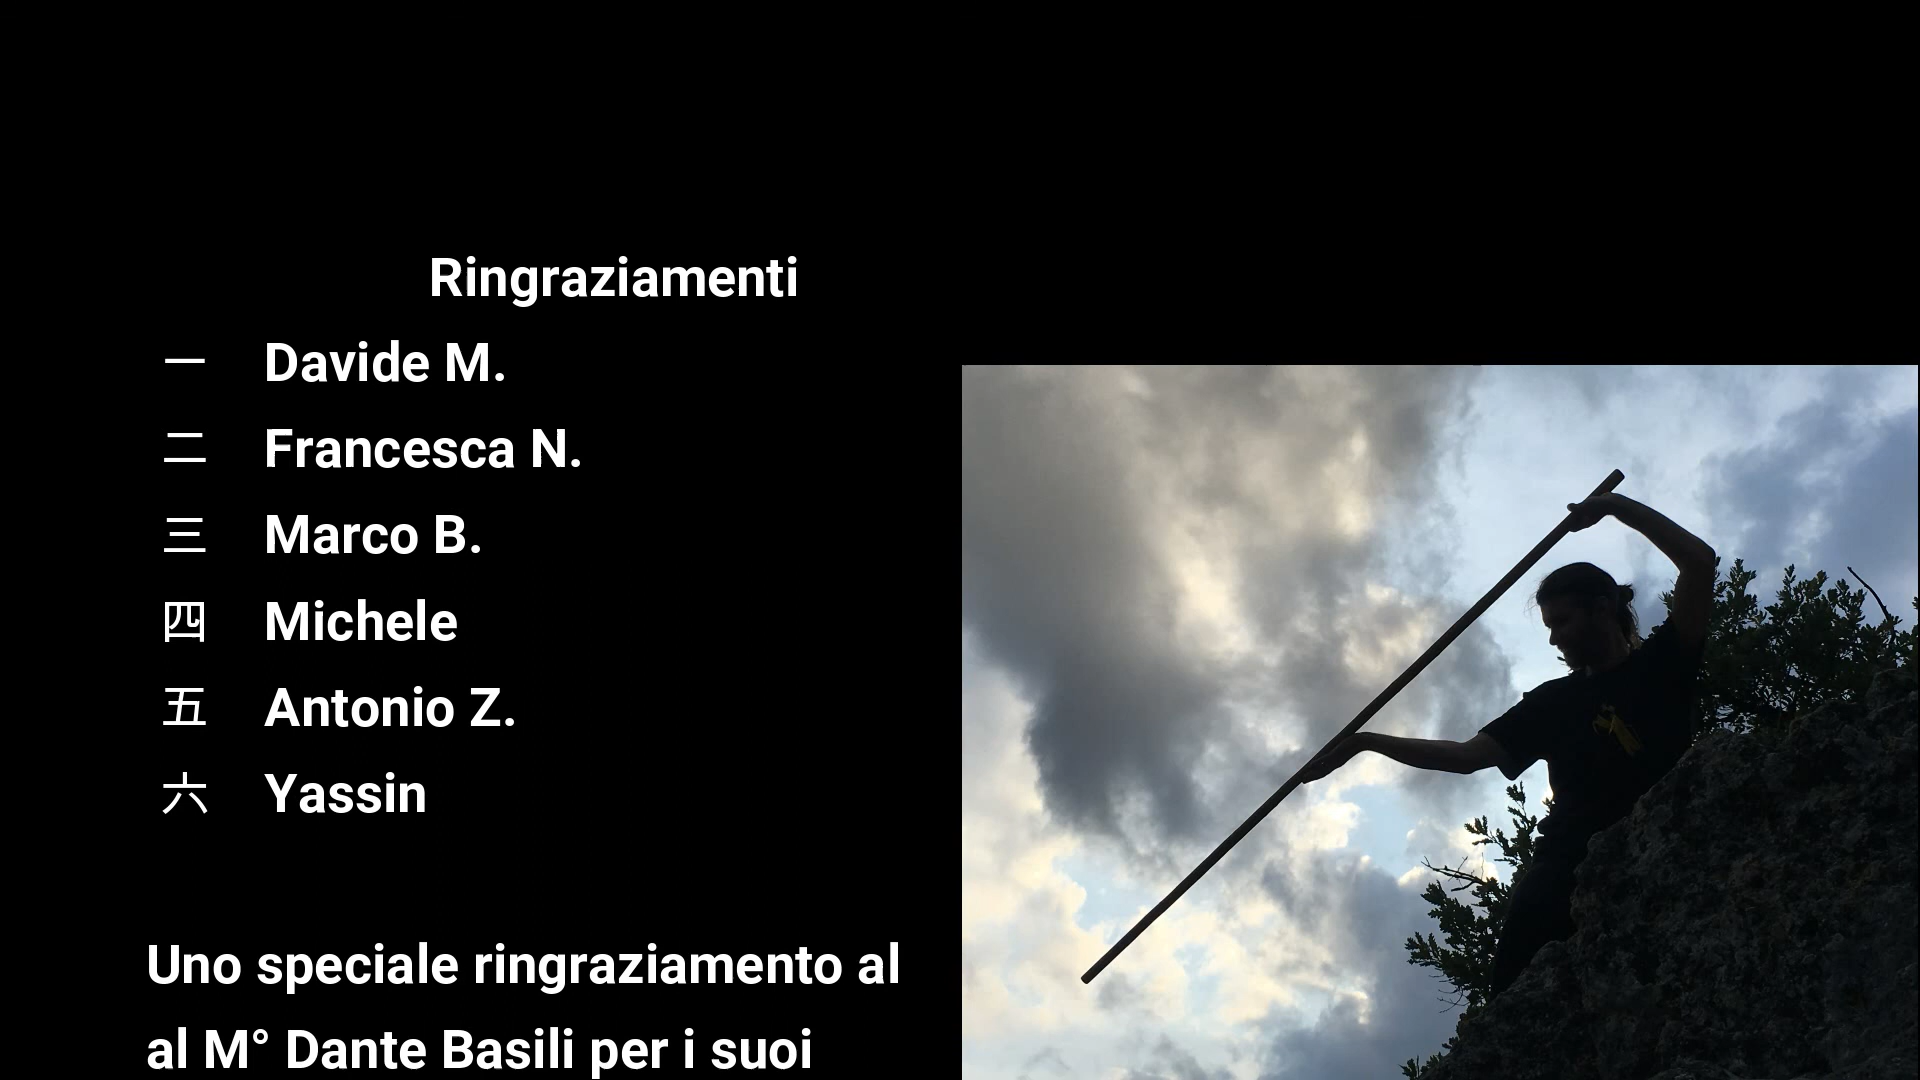 Ringraziamenti
一 Davide M.
二 Francesca N.
三 Marco B.
四 Michele
五 Antonio Z.
六 Yassin
Uno speciale ringraziamento al
al M° Dante Basili per i suoi